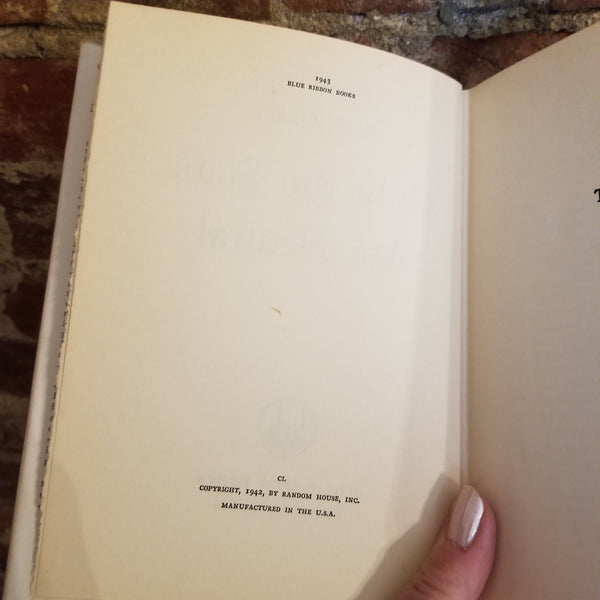 1943
BLUE RIBBON BOOKS
CL
COPYRIGHT, 1942, BY RANDOM HOUSE, INC.
MANUFACTURED IN THE U.S.A.
T